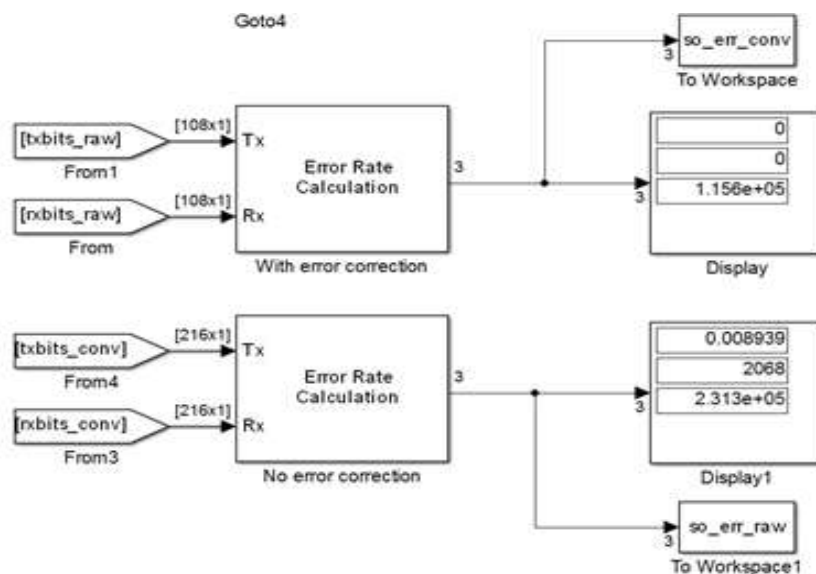 Goto4
so_err_conv
3
To Workspace
[txbits_raw]
From1
[108x1]
Tx
[rxbits_raw]
From
[108x1]
Rx
Error Rate
Calculation
With error correction
3
3
0
0
1.156e+05
Display
[txbits_conv]
From4
[216x1]
Tx
[rxbits_conv]
From3
[216x1]
Rx
Error Rate
Calculation
No error correction
3
3
0.008939
2068
2.313e+05
Display1
so_err_raw
3
To Workspace1